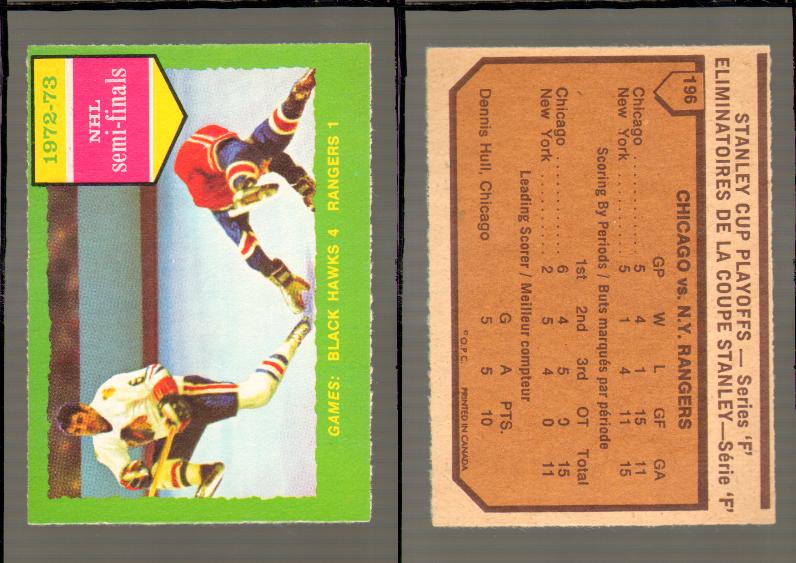 1972-73
NHL
semi-finals
GAMES: BLACK HAWKS 4 RANGERS 1
STANLEY CUP PLAYOFFS — Series 'F'
ELIMINATOIRES DE LA COUPE STANLEY—Série 'F'
196
CHICAGO vs. N.Y. RANGERS
GP W L GF GA
Chicago . . . . . . . . . 5 4 1 15 11
New York . . . . . . . . 5 1 4 11 15
Scoring By Periods / Buts marqués par période
1st 2nd 3rd OT Total
Chicago . . . . . . . . . 6 4 5 0 15
New York . . . . . . . . 2 5 4 0 11
Leading Scorer / Meilleur compteur
G A PTS.
Dennis Hull, Chicago 5 5 10
© O.P.C. PRINTED IN CANADA